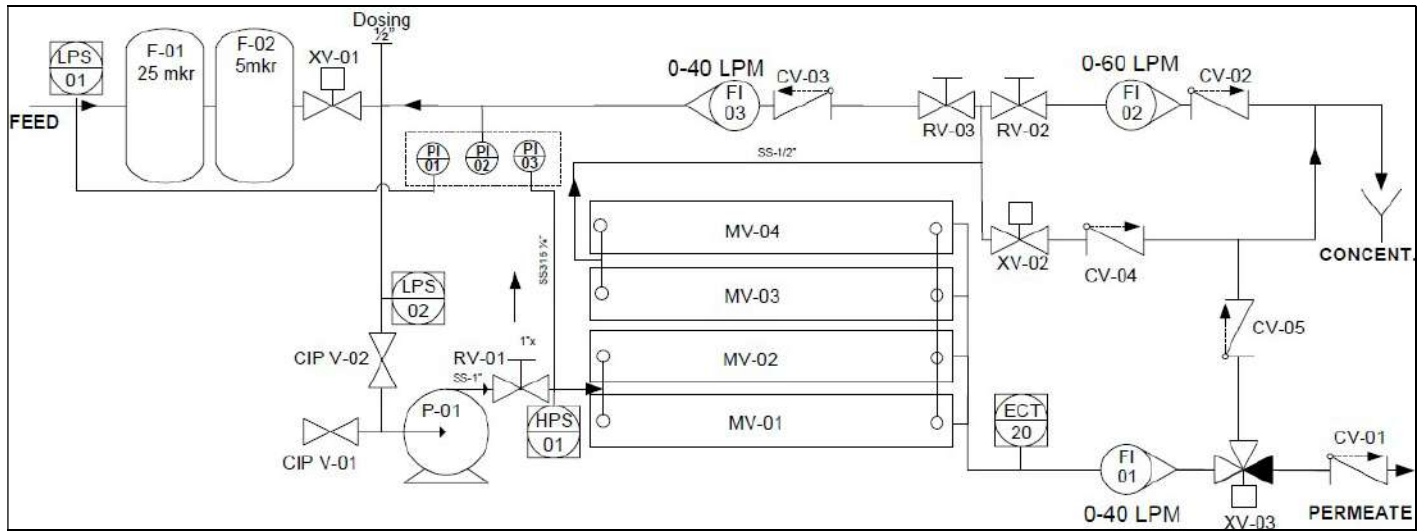 Dosing
½"
F-01
25 mkr
F-02
5mkr
XV-01
LPS
01
FEED
0-40 LPM
FI
03
CV-03
RV-03
RV-02
0-60 LPM
FI
02
CV-02
PI
01
PI
02
PI
03
SS-1/2"
MV-04
MV-03
MV-02
MV-01
XV-02
CV-04
CONCENT.
CV-05
LPS
02
CIP V-02
RV-01
1"x
SS-1"
P-01
HPS
01
CIP V-01
ECT
20
FI
01
0-40 LPM
XV-03
CV-01
PERMEATE